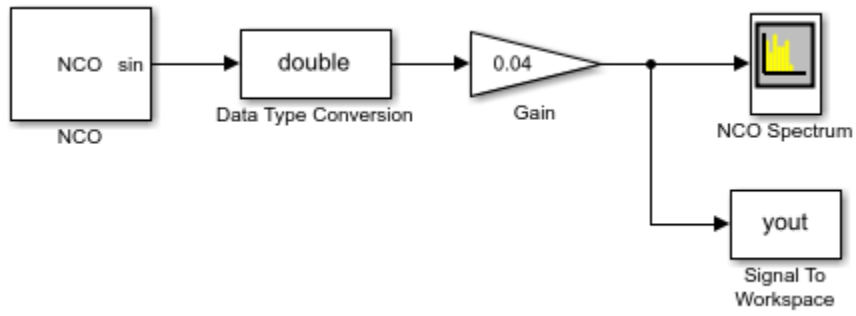 NCO sin
NCO
double
Data Type Conversion
0.04
Gain
NCO Spectrum
yout
Signal To
Workspace